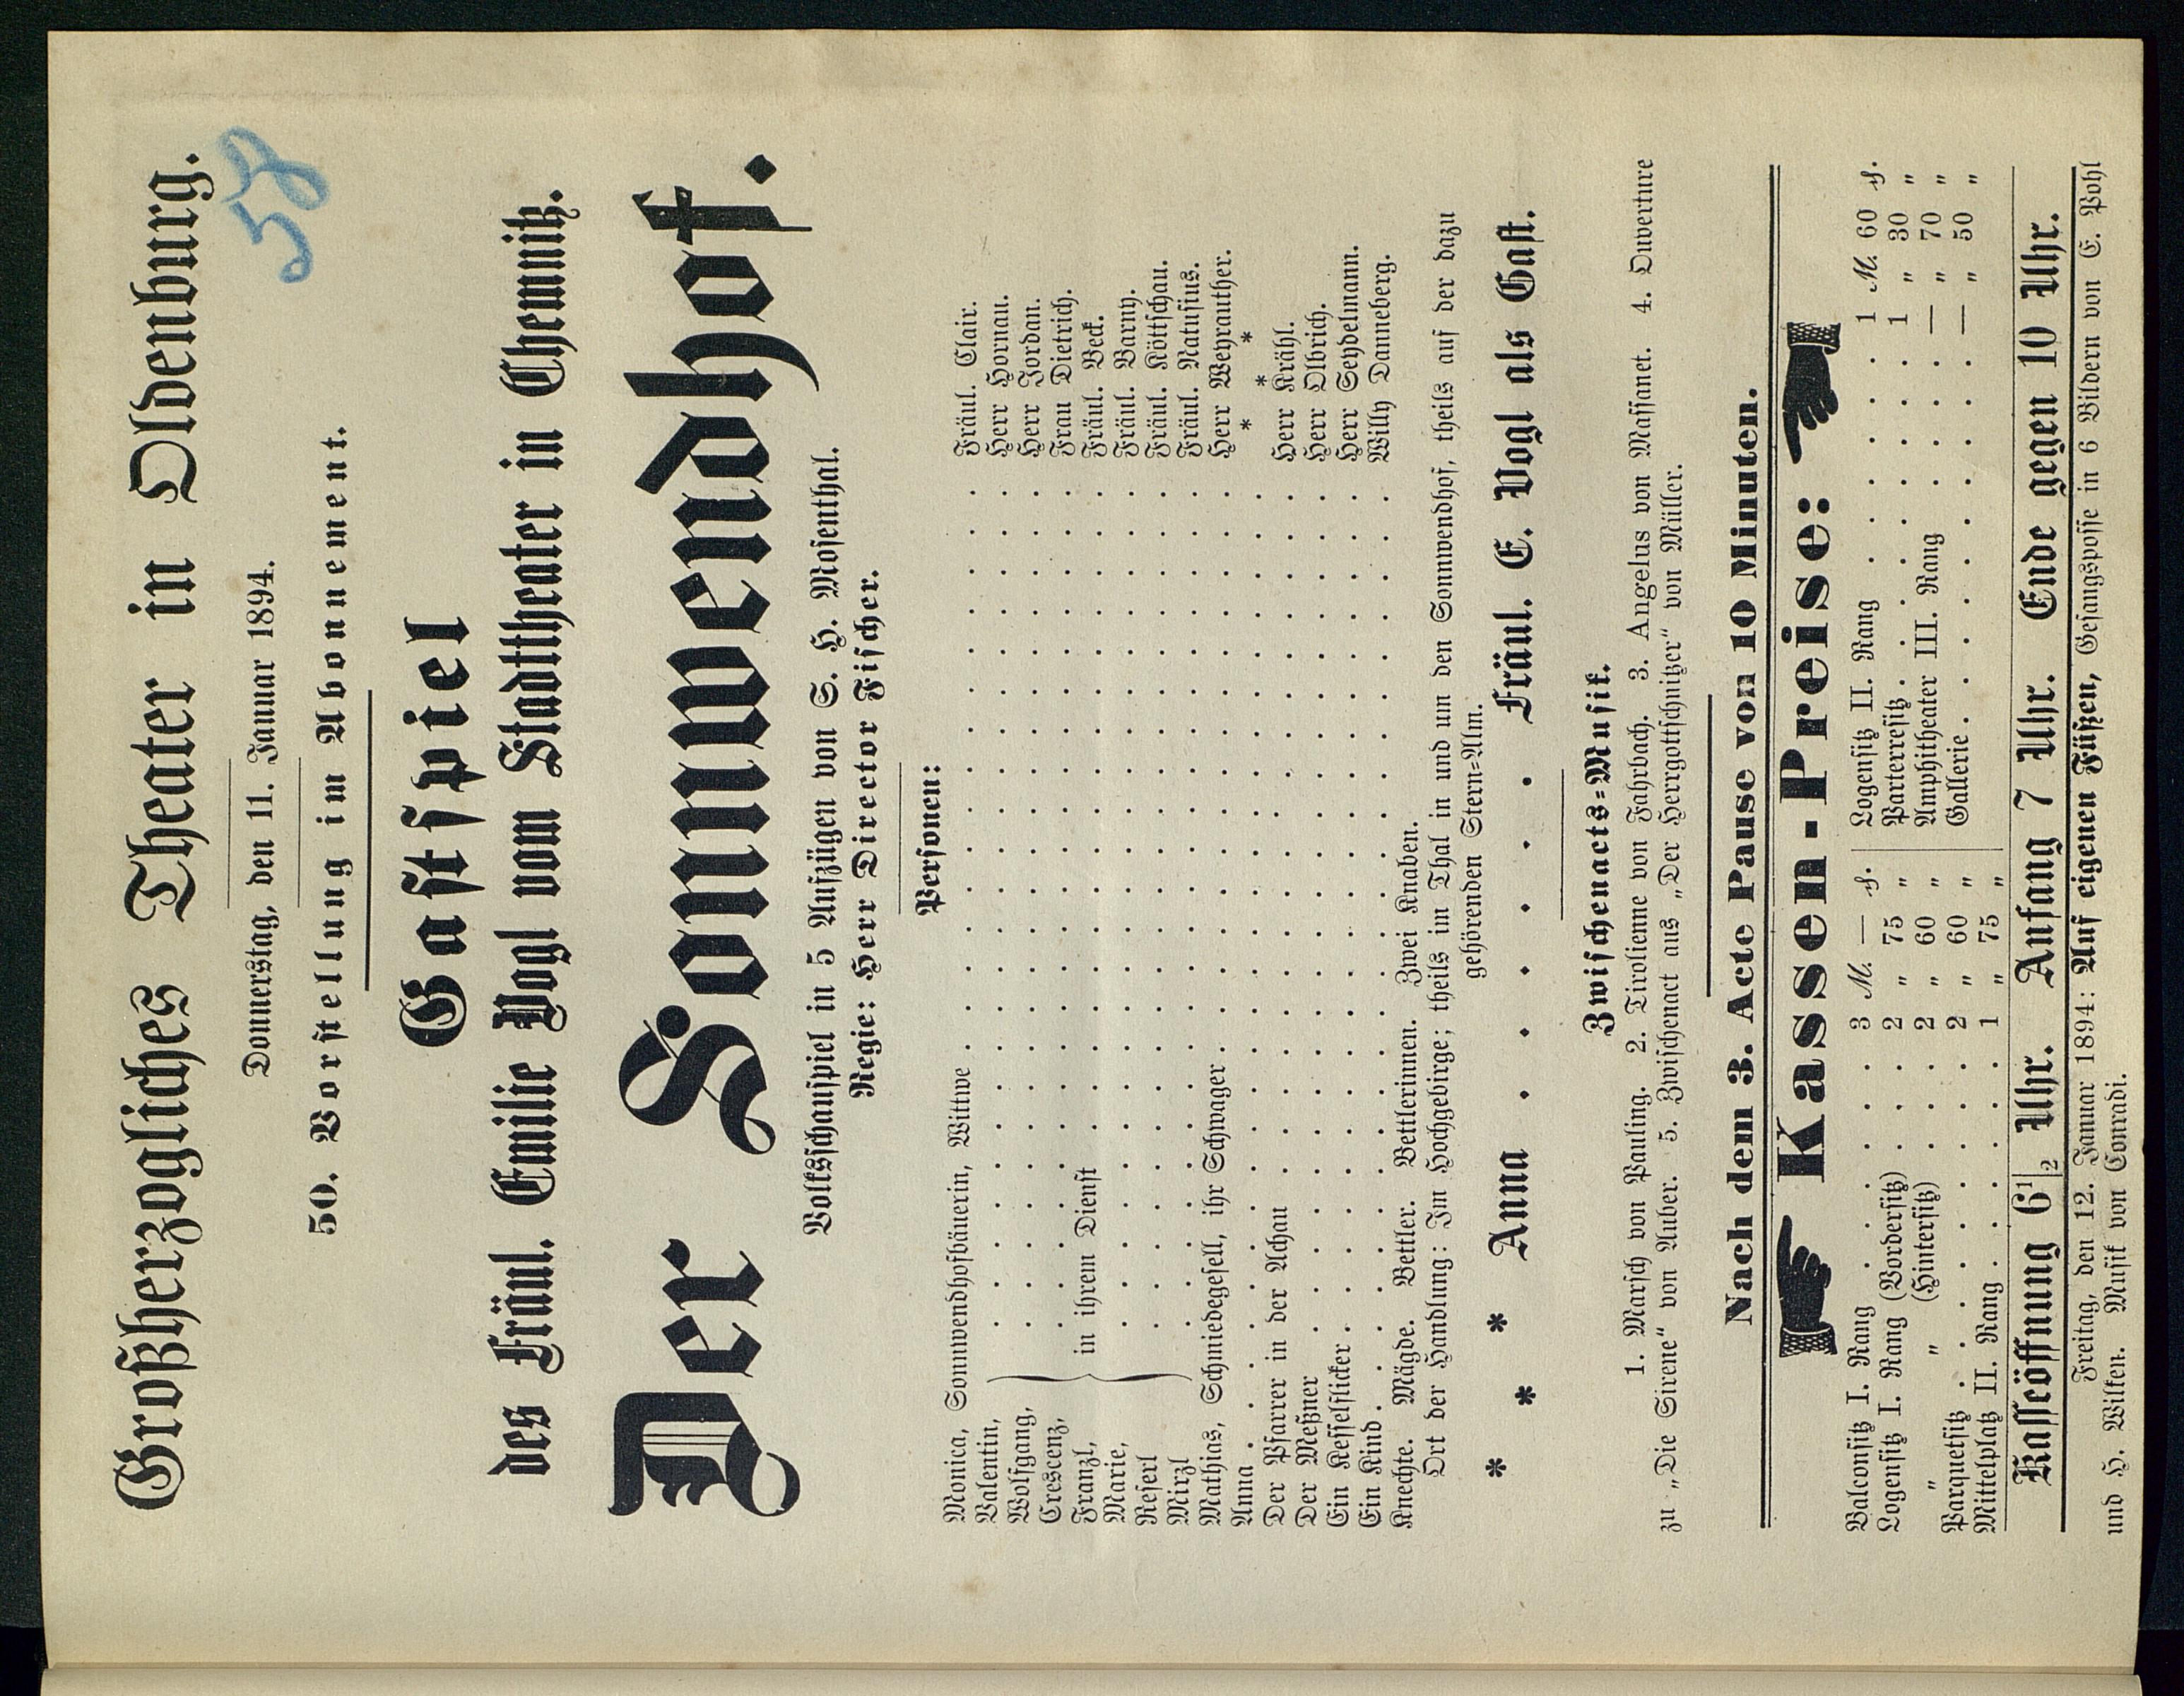 Großherzogliches Theater in Oldenburg.
58
Donnerstag, den 11. Januar 1894.
50. Vorstellung im Abonnement.
Gastspiel
des Fräul. Emilie Vogl vom Stadttheater in Chemnitz.
Der Sonnwendhof.
Volksschauspiel in 5 Aufzügen von S. H. Mosenthal.
Regie: Herr Director Fischer.
Personen:
Monica, Sonnwendhofbäuerin, Wittwe . . . . . . . . . . Fräul. Clair.
Valentin, . . . . . . . . . . Herr Hornau.
Wolfgang, . . . . . . . . . . Herr Jordan.
Crescenz, . . . . . . . . . . Frau Dietrich.
Franzl, } in ihrem Dienst . . . . . . . . . . Fräul. Beck.
Marie, . . . . . . . . . . Fräul. Barny.
Reserl . . . . . . . . . . Fräul. Köttschau.
Mirzl . . . . . . . . . . Fräul. Natusius.
Mathias, Schmiedegesell, ihr Schwager . . . . . . . . . . Herr Weyrauther.
Anna . . . . . . . . . . * * *
Der Pfarrer in der Achau . . . . . . . . . . Herr Krähl.
Der Meßner . . . . . . . . . . Herr Olbrich.
Ein Kesselflicker . . . . . . . . . . Herr Seydelmann.
Ein Kind . . . . . . . . . . Willy Danneberg.
Knechte. Mägde. Bettler. Bettlerinnen. Zwei Knaben.
Ort der Handlung: Im Hochgebirge; theils im Thal in und um den Sonnwendhof, theils auf der dazu
gehörenden Stern=Alm.
* * * Anna . . . . . . Fräul. E. Vogl als Gast.
Zwischenacts=Musik.
1. Marsch von Pauling. 2. Tirolienne von Fahrbach. 3. Angelus von Massanet. 4. Ouverture
zu „Die Sirene“ von Auber. 5. Zwischenact aus „Der Herrgottschnitzer“ von Müller.
Nach dem 3. Acte Pause von 10 Minuten.
Kassen-Preise:
Balconsitz I. Rang . . . . 3 M. — ₰.
Logensitz I. Rang (Vordersitz) . . 2 " 75 "
" " (Hintersitz) . . 2 " 60 "
Parquetsitz . . . . . 2 " 60 "
Mittelplatz II. Rang . . . . 1 " 75 "
Logensitz II. Rang . . . . . 1 M. 60 ₰.
Parterresitz . . . . . 1 " 30 "
Amphitheater III. Rang . . . . — " 70 "
Gallerie . . . . . — " 50 "
Kasseöffnung 6½ Uhr. Anfang 7 Uhr. Ende gegen 10 Uhr.
Freitag, den 12. Januar 1894: Auf eigenen Füßen, Gesangsposse in 6 Bildern von E. Pohl
und H. Wilken. Musik von Conradi.